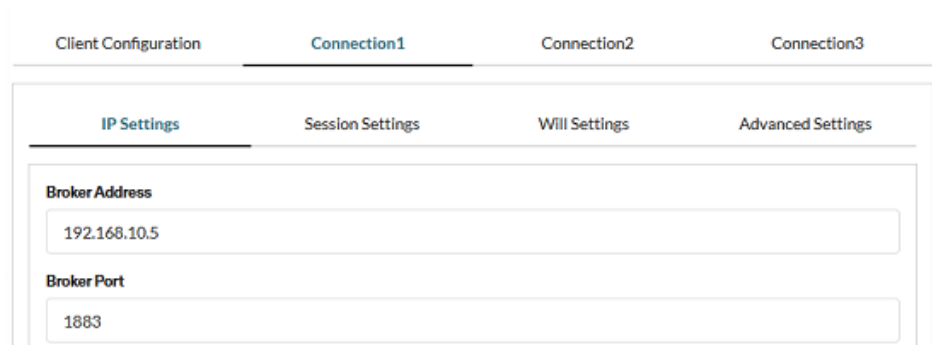 Client Configuration Connection1 Connection2 Connection3
IP Settings Session Settings Will Settings Advanced Settings
Broker Address
192.168.10.5
Broker Port
1883